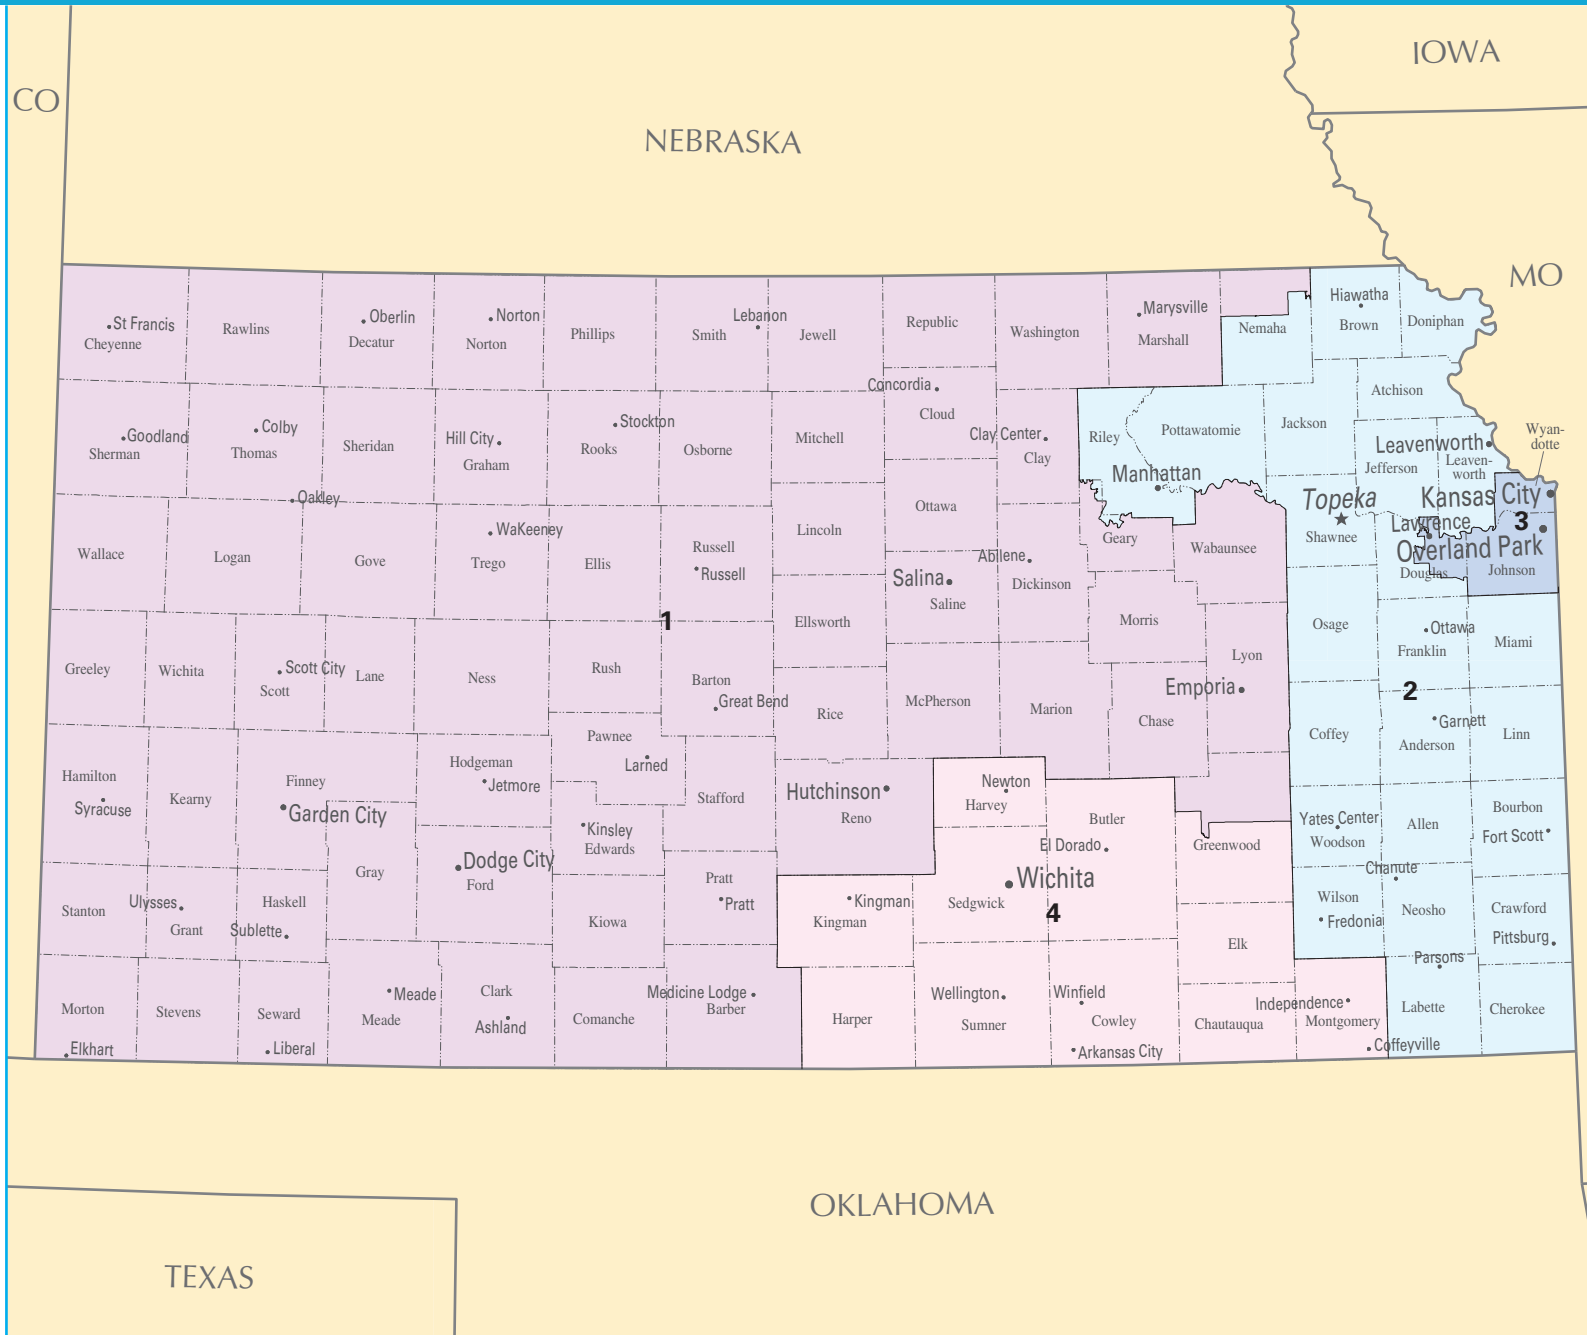 IOWA
CO
NEBRASKA
MO
Hiawatha
Marysville
Norton
Lebanon
Oberlin
St Francis
Doniphan
Republic
Brown
Nemaha
Rawlins
Washington
Phillips
Smith
Jewell
Marshall
Decatur
Norton
Cheyenne
Concordia
Atchison
Cloud
Stockton
Jackson
Colby
Pottawatomie
Wyan-
dotte
Clay Center
Goodland
Hill City
Mitchell
Riley
Leavenworth
Sheridan
Rooks
Osborne
Sherman
Thomas
Clay
Leaven-
worth
Graham
Jefferson
Manhattan
Oakley
Topeka
Kansas City
Ottawa
3
Lawrence
WaKeeney
Lincoln
Shawnee
Geary
Russell
Wabaunsee
Overland Park
Wallace
Logan
Gove
Trego
Ellis
Abilene
Russell
Salina
Dickinson
Douglas
Johnson
Saline
1
Ellsworth
Morris
Osage
Ottawa
Miami
Franklin
Lyon
Greeley
Wichita
Scott City
Lane
Ness
Rush
Barton
Scott
Emporia
2
Great Bend
McPherson
Marion
Rice
Chase
Garnett
Coffey
Linn
Pawnee
Anderson
Larned
Hodgeman
Jetmore
Hamilton
Finney
Newton
Syracuse
Kearny
Stafford
Hutchinson
Harvey
Bourbon
Garden City
Reno
Butler
Yates Center
Allen
Kinsley
Fort Scott
Woodson
El Dorado
Greenwood
Edwards
Dodge City
Gray
Ford
Chanute
Pratt
Wichita
Ulysses
Haskell
Pratt
Kingman
Sedgwick
Wilson
Stanton
4
Neosho
Crawford
Kiowa
Kingman
Fredonia
Grant
Sublette
Elk
Pittsburg
Parsons
Meade
Clark
Medicine Lodge
Wellington
Winfield
Independence
Morton
Stevens
Seward
Meade
Ashland
Comanche
Barber
Harper
Sumner
Cowley
Chautauqua
Montgomery
Labette
Cherokee
Elkhart
Liberal
Arkansas City
Coffeyville
OKLAHOMA
TEXAS